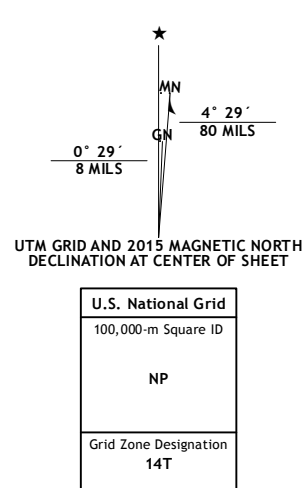 ★
MN
4° 29´
80 MILS
GN
0° 29´
8 MILS
UTM GRID AND 2015 MAGNETIC NORTH
DECLINATION AT CENTER OF SHEET
U.S. National Grid
100,000-m Square ID
NP
Grid Zone Designation
14T